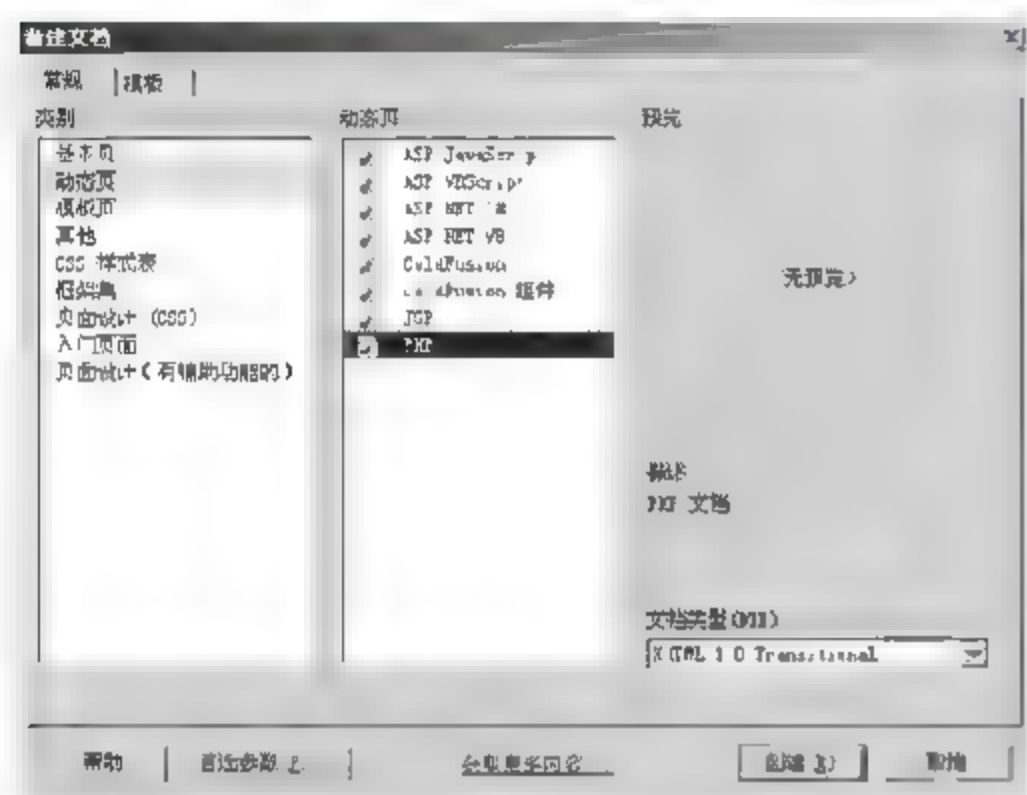 新建文档
常规
模板
类别
基本页
动态页
模板页
其他
CSS 样式表
框架集
页面设计 (CSS)
入门页面
页面设计(有辅助功能的)
动态页
ASP JavaScrip
ASP VBScript
ASP NET C#
ASP NET VB
ColdFusion
ColdFusion 组件
JSP
PHP
预览
无预览>
描述
PHP 文档
文档类型(DTD)
XHTML 1 0 Transitional
帮助
首选参数 P.
获取更多内容
创建 R)
取消